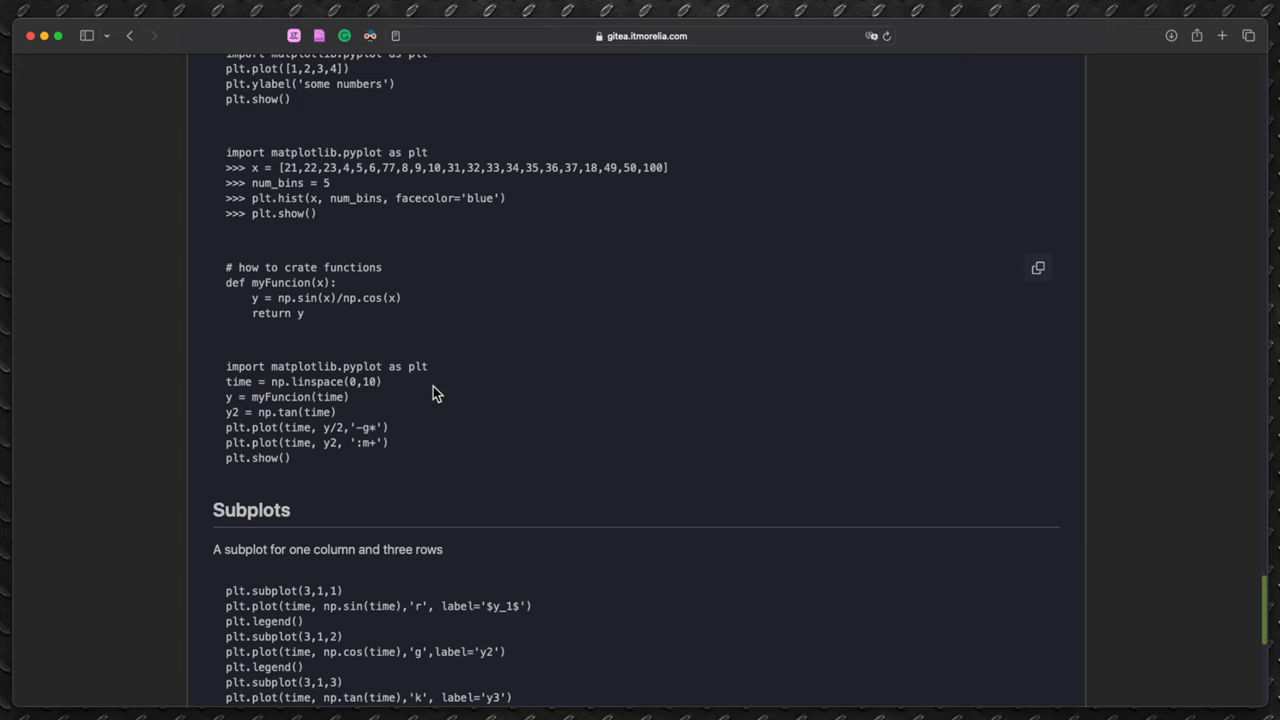 gitea.itmorelia.com
import matplotlib.pyplot as plt
plt.plot([1,2,3,4])
plt.ylabel('some numbers')
plt.show()
import matplotlib.pyplot as plt
>>> x = [21,22,23,4,5,6,77,8,9,10,31,32,33,34,35,36,37,18,49,50,100]
>>> num_bins = 5
>>> plt.hist(x, num_bins, facecolor='blue')
>>> plt.show()
# how to crate functions
def myFuncion(x):
    y = np.sin(x)/np.cos(x)
    return y
import matplotlib.pyplot as plt
time = np.linspace(0,10)
y = myFuncion(time)
y2 = np.tan(time)
plt.plot(time, y/2,'-g*')
plt.plot(time, y2, ':m+')
plt.show()
Subplots
A subplot for one column and three rows
plt.subplot(3,1,1)
plt.plot(time, np.sin(time),'r', label='$y_1$')
plt.legend()
plt.subplot(3,1,2)
plt.plot(time, np.cos(time),'g',label='y2')
plt.legend()
plt.subplot(3,1,3)
plt.plot(time, np.tan(time),'k', label='y3')